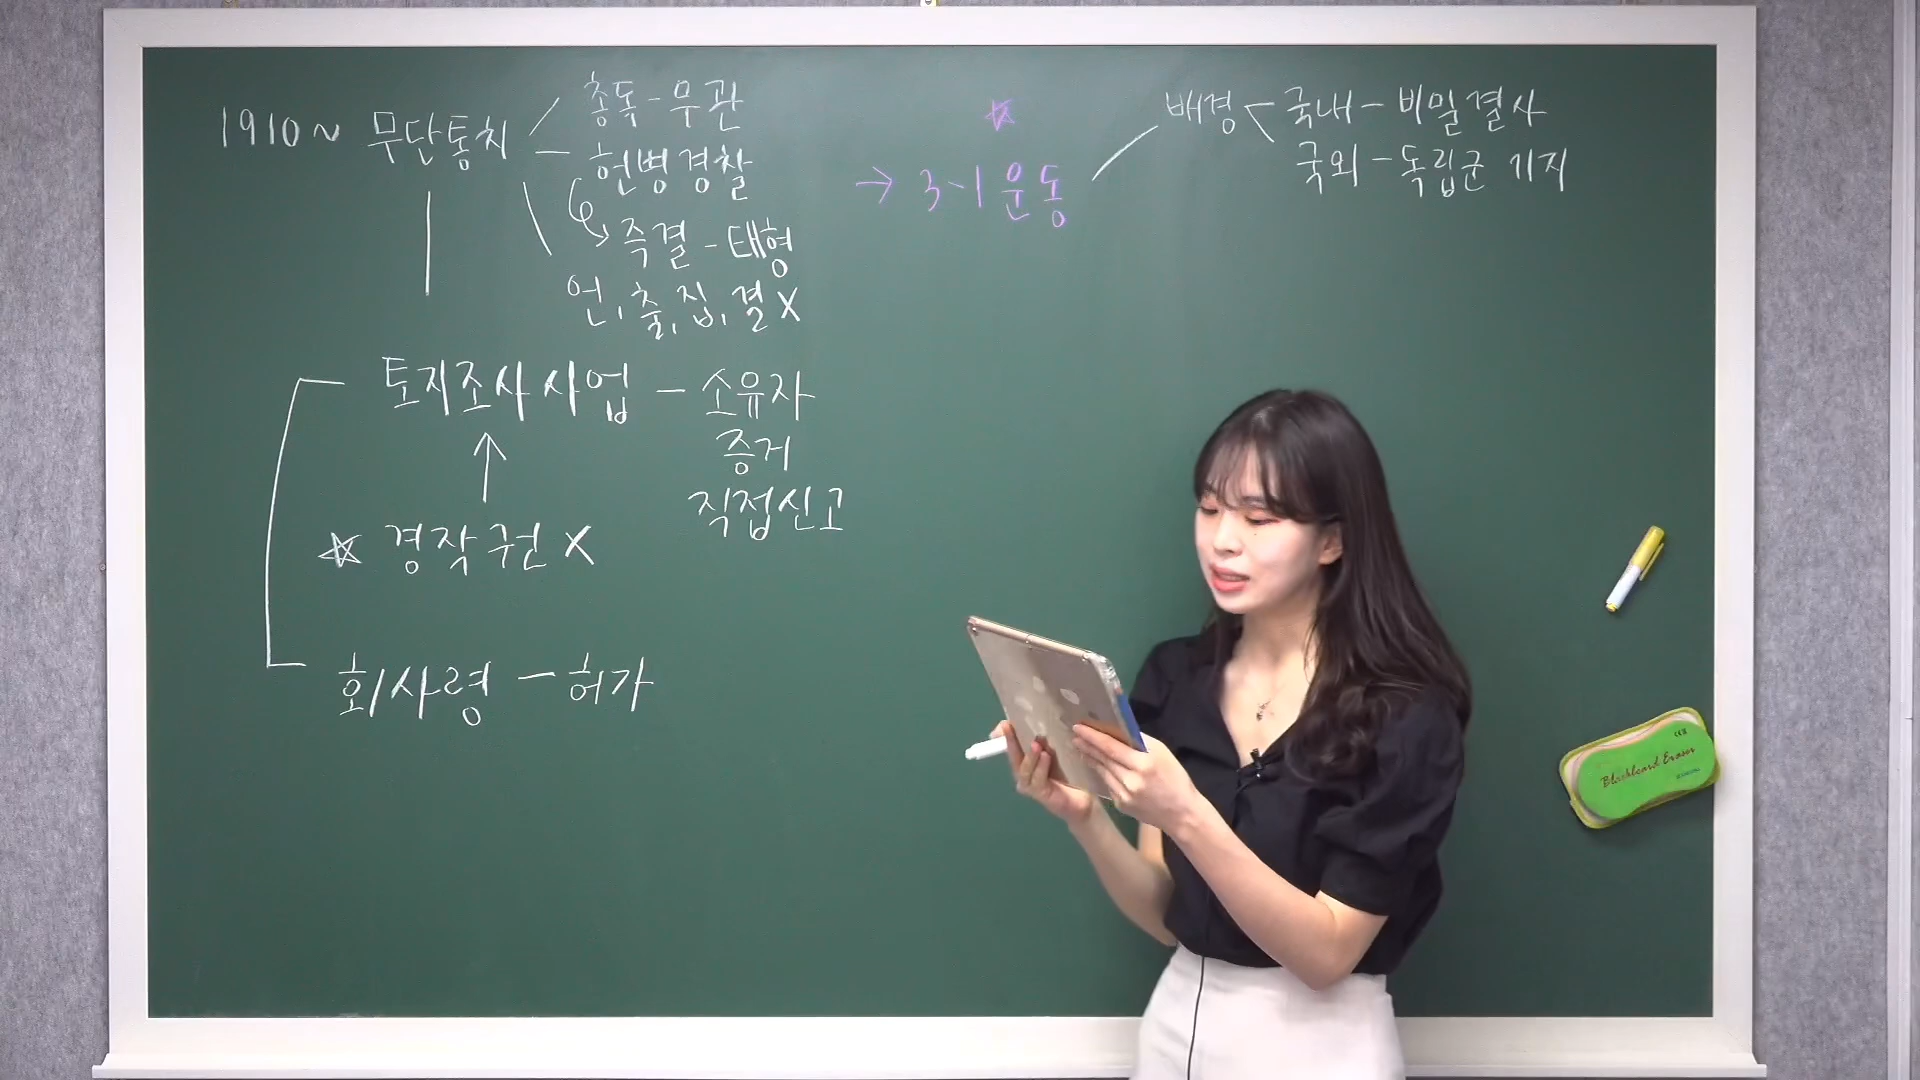 1910~ 무단통치
총독-무관
헌병경찰
즉결-태형
언, 출, 집, 결 X
토지조사사업 - 소유자
증거
직접신고
☆ 경작권 X
회사령 - 허가
☆
→ 3·1운동
배경
국내 - 비밀결사
국외 - 독립군 기지
Blackboard Eraser